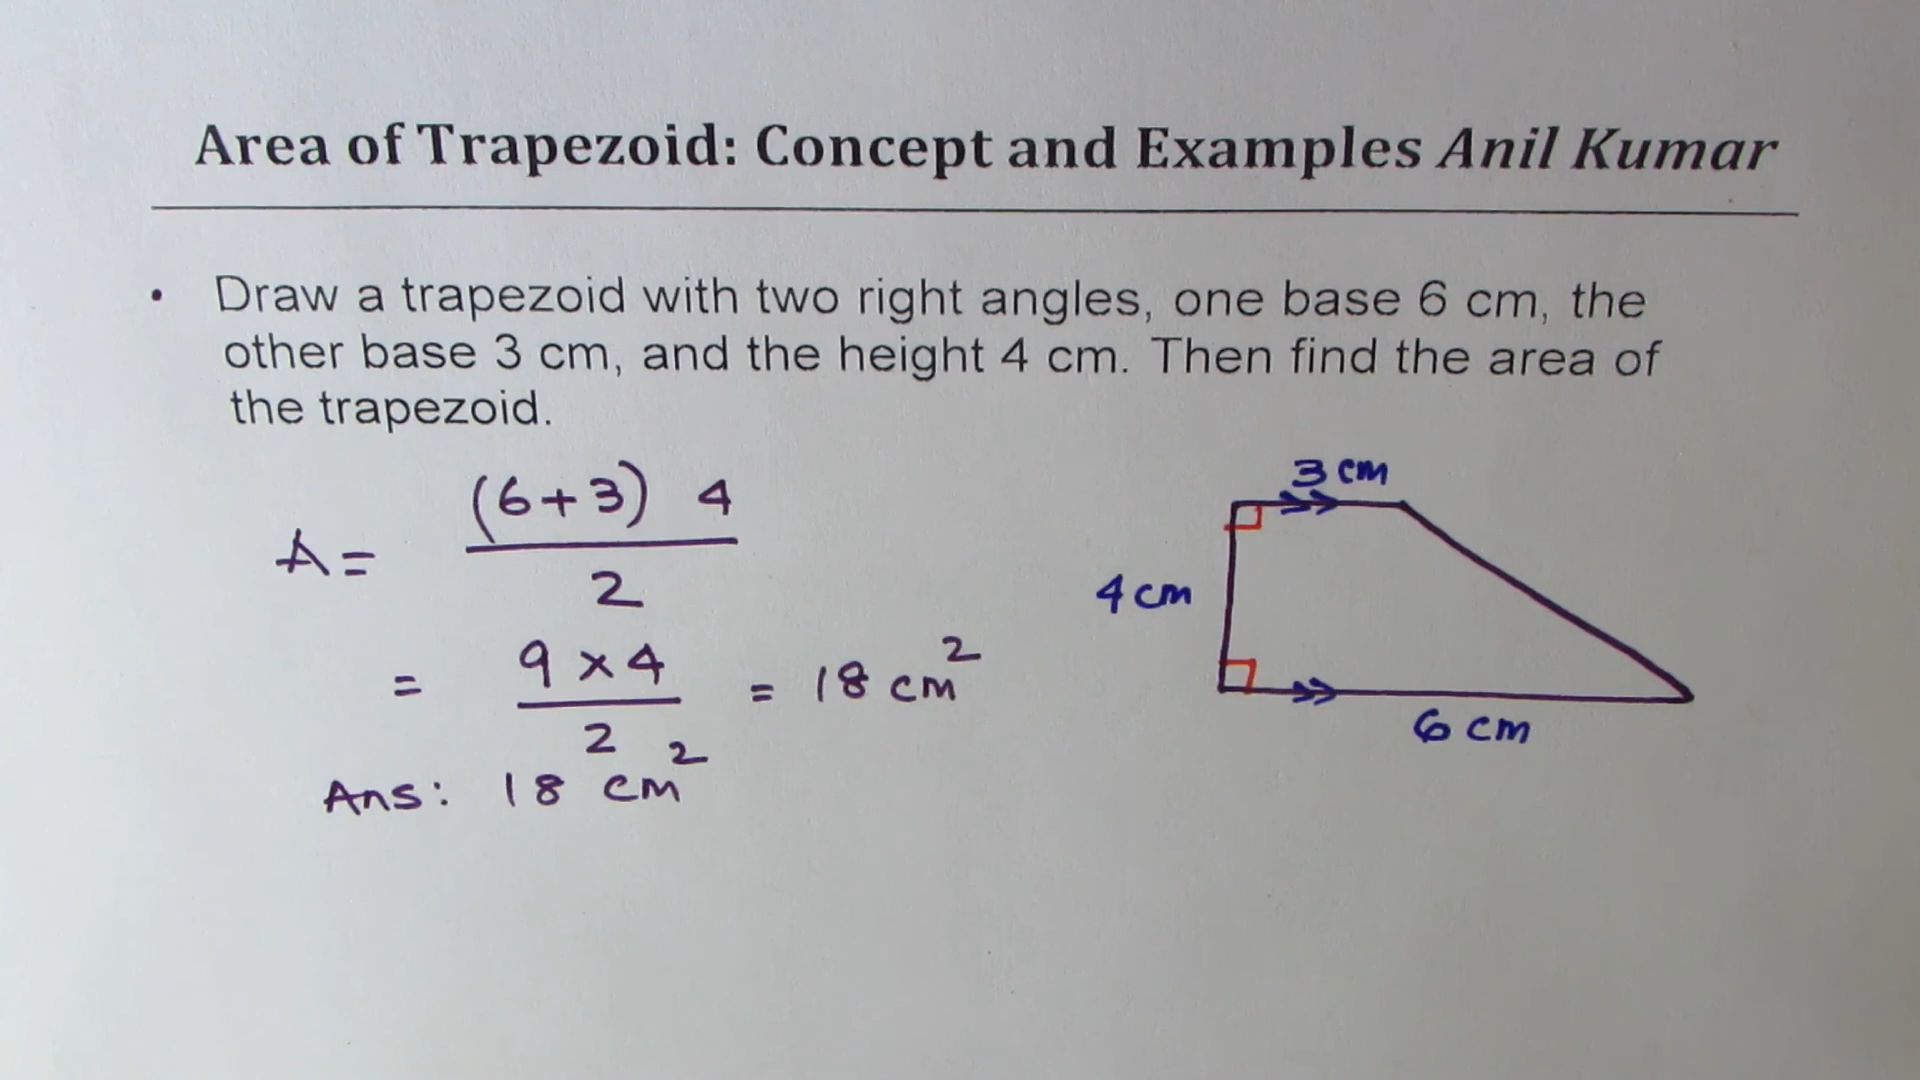 Area of Trapezoid: Concept and Examples Anil Kumar
• Draw a trapezoid with two right angles, one base 6 cm, the
other base 3 cm, and the height 4 cm. Then find the area of
the trapezoid.
A = (6+3) 4
2
= 9 × 4
2
= 18 cm²
Ans: 18 cm²
3 cm
4 cm
6 cm